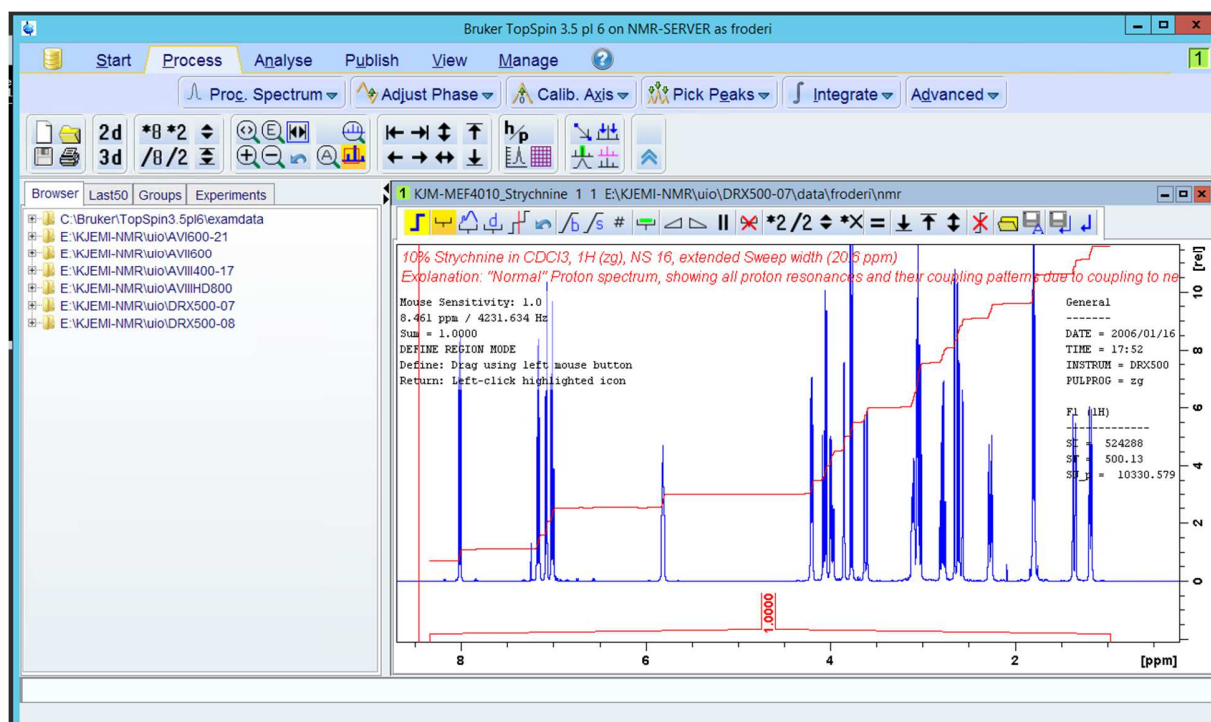 Bruker TopSpin 3.5 pl 6 on NMR-SERVER as froderi
Start Process Analyse Publish View Manage
1
Proc. Spectrum Adjust Phase Calib. Axis Pick Peaks Integrate Advanced
2d *8 *2 h/p
3d /8 /2
Browser Last50 Groups Experiments
C:\Bruker\TopSpin3.5pl6\examdata
E:\KJEMI-NMR\uio\AVI600-21
E:\KJEMI-NMR\uio\AVII600
E:\KJEMI-NMR\uio\AVIII400-17
E:\KJEMI-NMR\uio\AVIIIHD800
E:\KJEMI-NMR\uio\DRX500-07
E:\KJEMI-NMR\uio\DRX500-08
1 KJM-MEF4010_Strychnine 1 1 E:\KJEMI-NMR\uio\DRX500-07\data\froderi\nmr
*2 /2 *X =
10% Strychnine in CDCl3, 1H (zg), NS 16, extended Sweep width (20.6 ppm)
Explanation: "Normal" Proton spectrum, showing all proton resonances and their coupling patterns due to coupling to ne
Mouse Sensitivity: 1.0
8.461 ppm / 4231.634 Hz
Sum = 1.0000
DEFINE REGION MODE
Define: Drag using left mouse button
Return: Left-click highlighted icon
General
-------
DATE = 2006/01/16
TIME = 17:52
INSTRUM = DRX500
PULPROG = zg
F1 (1H)
-------------
SI = 524288
= 500.13
= 10330.579
[rel]
10
8
6
4
2
0
1.0000
8 6 4 2 [ppm]